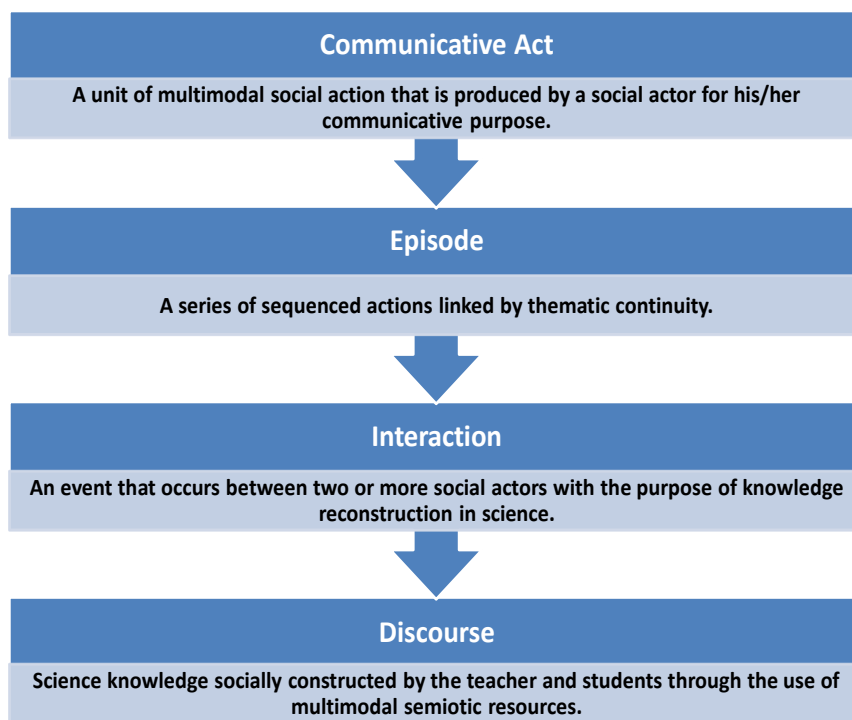 Communicative Act
A unit of multimodal social action that is produced by a social actor for his/her
communicative purpose.
Episode
A series of sequenced actions linked by thematic continuity.
Interaction
An event that occurs between two or more social actors with the purpose of knowledge
reconstruction in science.
Discourse
Science knowledge socially constructed by the teacher and students through the use of
multimodal semiotic resources.